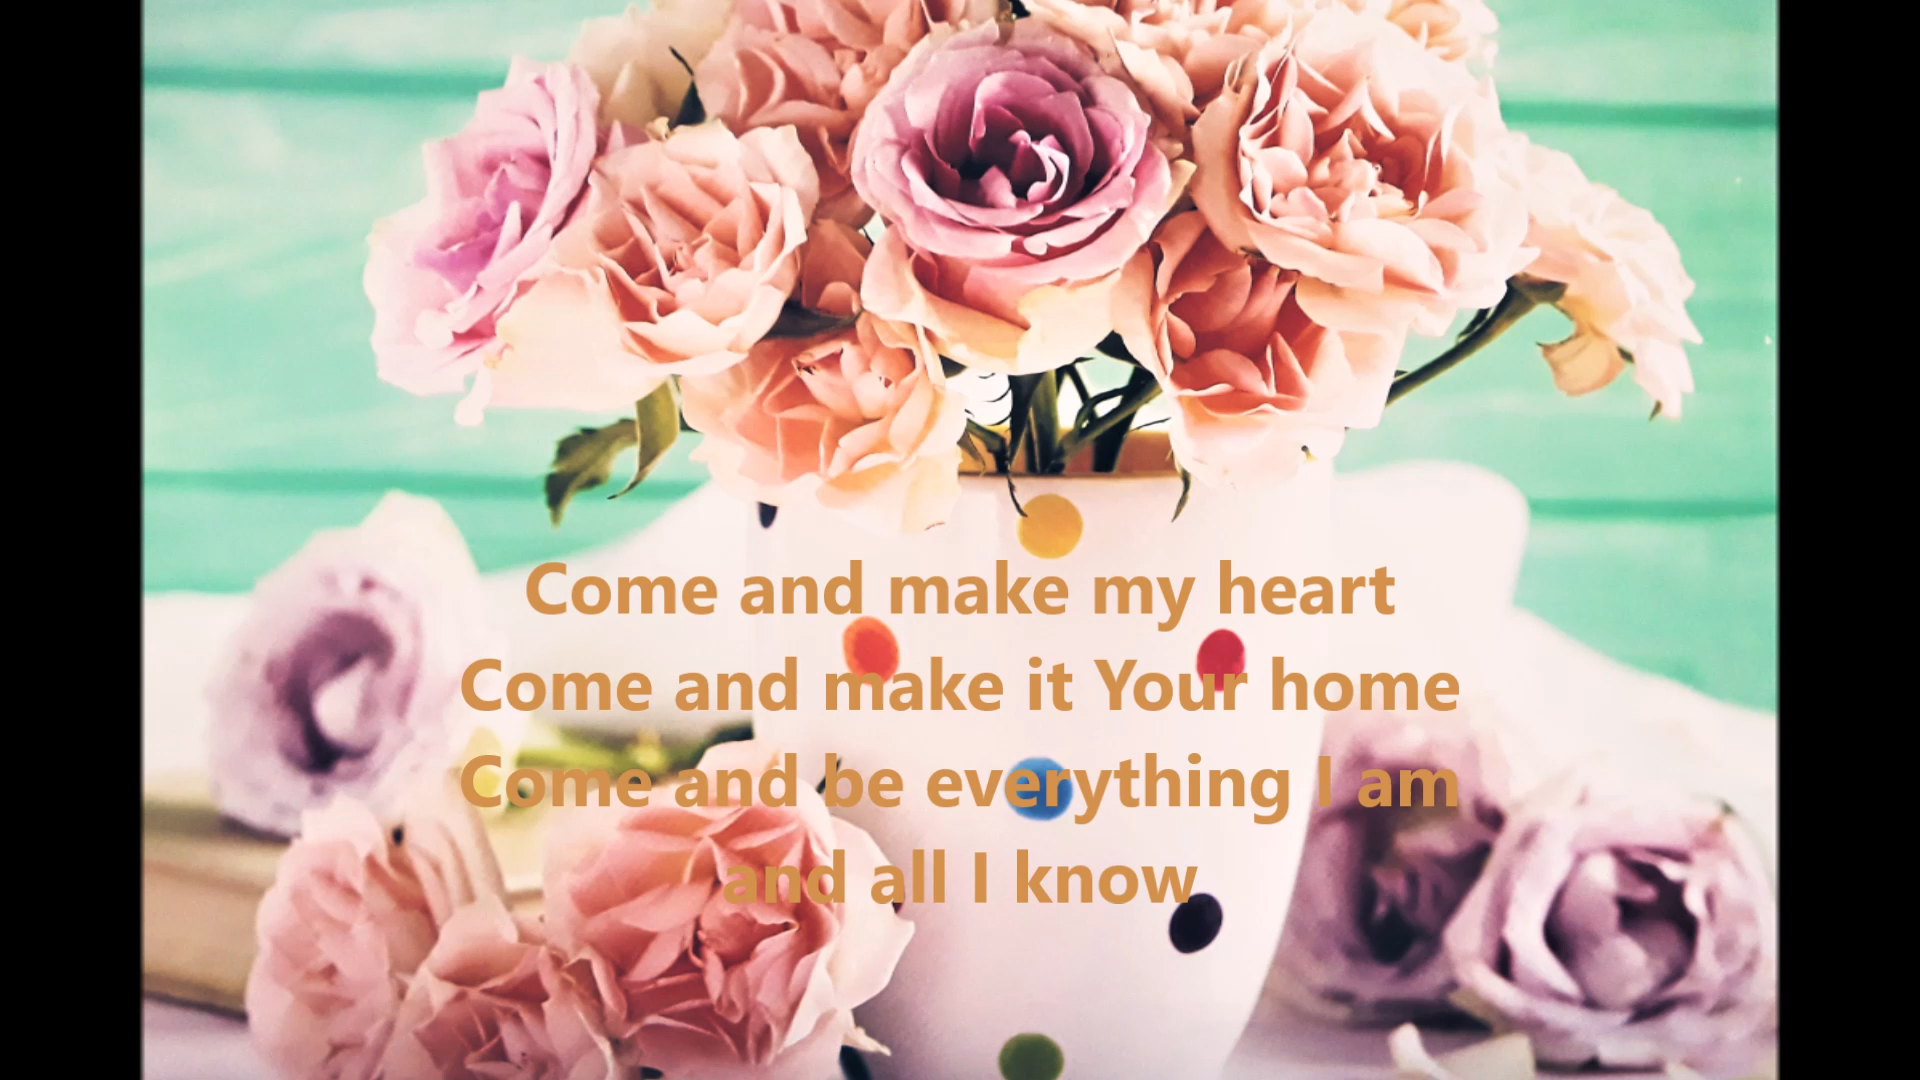 Come and make my heart
Come and make it Your home
Come and be everything I am
and all I know